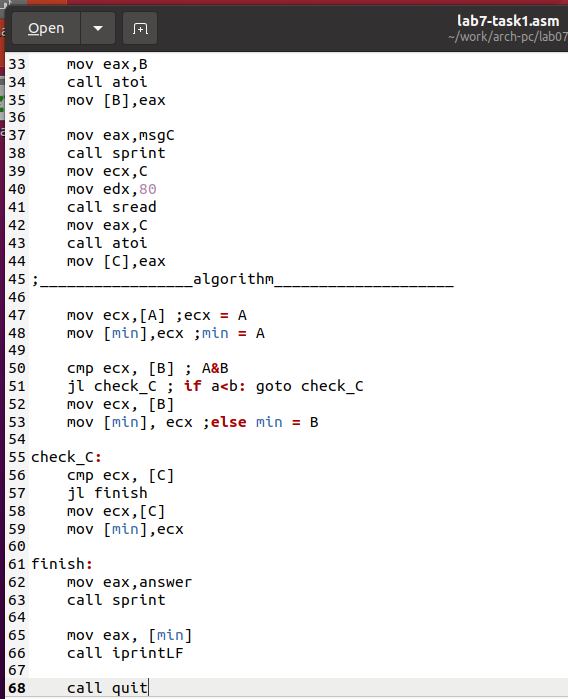 Open
lab7-task1.asm
~/work/arch-pc/lab07
33 mov eax,B
34 call atoi
35 mov [B],eax
36
37 mov eax,msgC
38 call sprint
39 mov ecx,C
40 mov edx,80
41 call sread
42 mov eax,C
43 call atoi
44 mov [C],eax
45 ;_________________algorithm____________________
46
47 mov ecx,[A] ;ecx = A
48 mov [min],ecx ;min = A
49
50 cmp ecx, [B] ; A&B
51 jl check_C ; if a<b: goto check_C
52 mov ecx, [B]
53 mov [min], ecx ;else min = B
54
55 check_C:
56 cmp ecx, [C]
57 jl finish
58 mov ecx,[C]
59 mov [min],ecx
60
61 finish:
62 mov eax,answer
63 call sprint
64
65 mov eax, [min]
66 call iprintLF
67
68 call quit